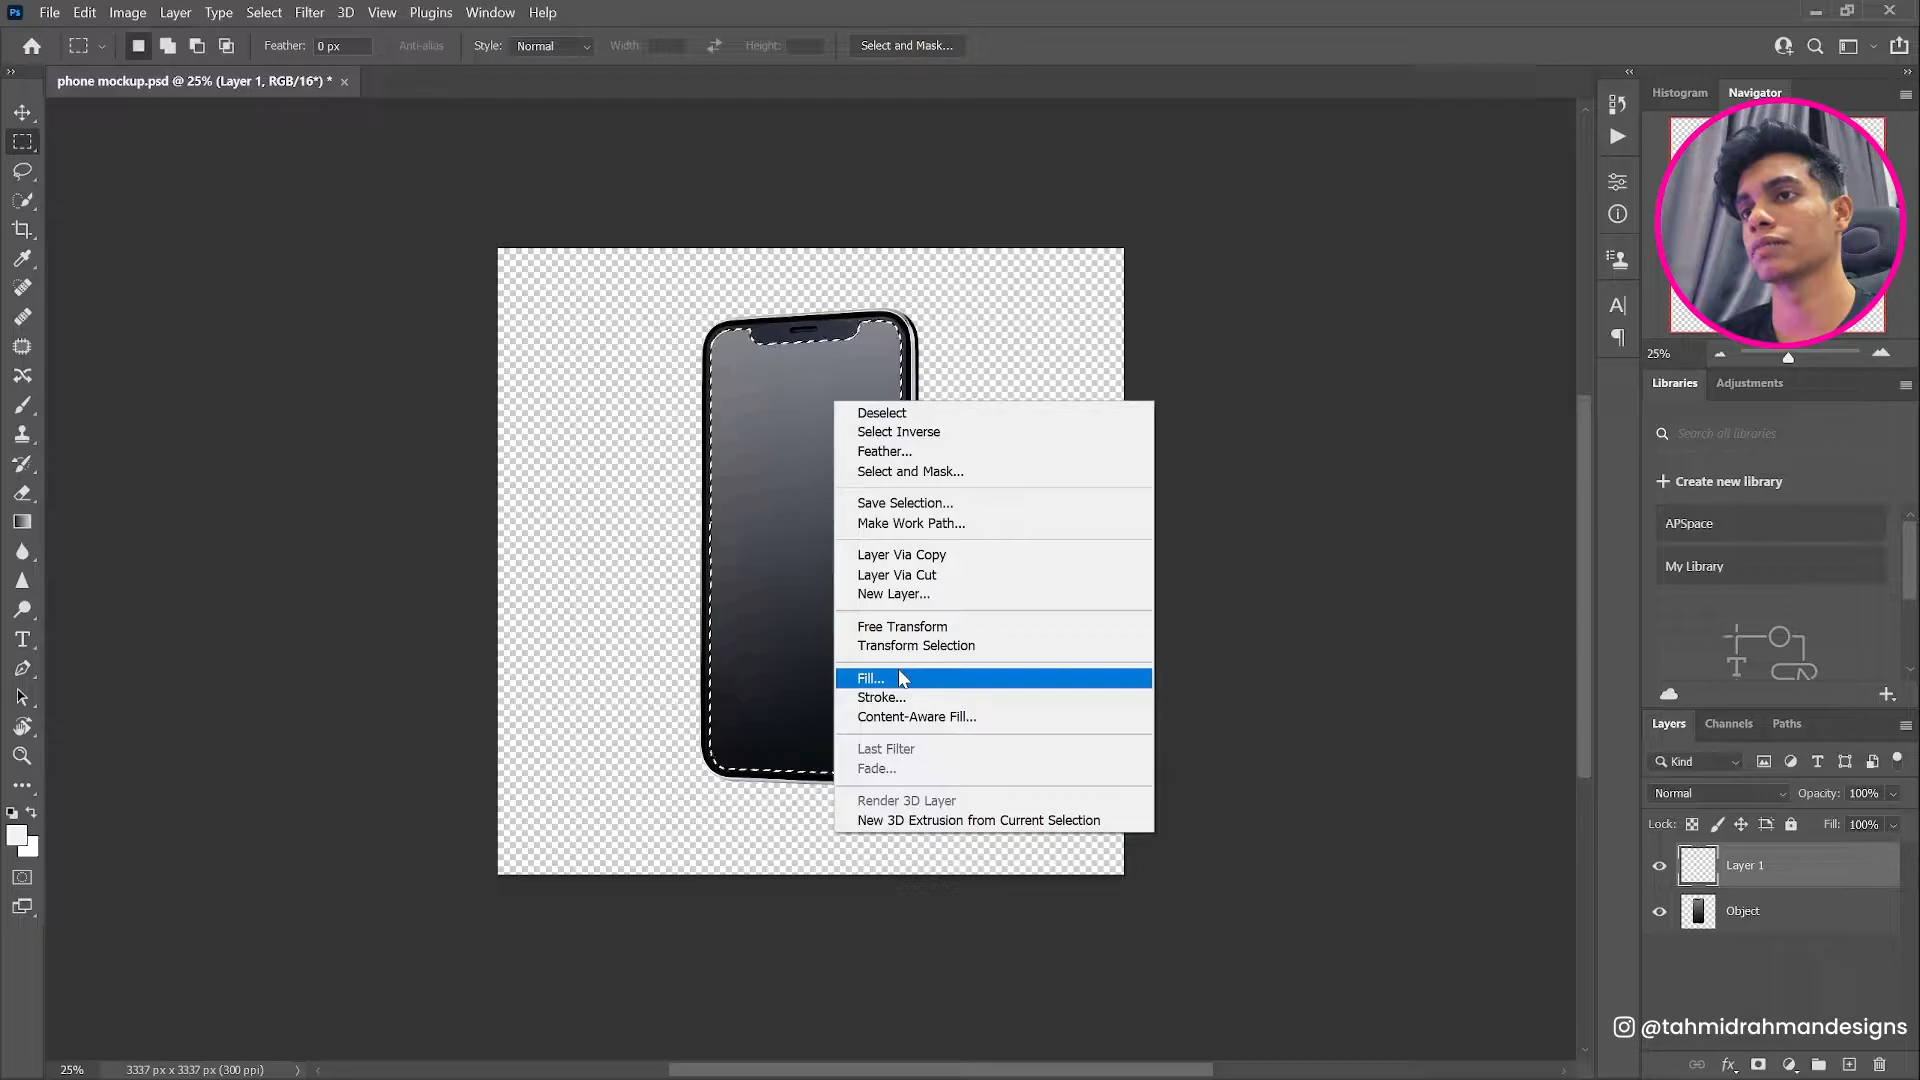 Ps File Edit Image Layer Type Select Filter 3D View Plugins Window Help
Feather: 0 px Anti-alias Style: Normal Width: Height: Select and Mask...
phone mockup.psd @ 25% (Layer 1, RGB/16*) * ×
Histogram Navigator
25%
Libraries Adjustments
Search all libraries
+ Create new library
APSpace
My Library
Deselect
Select Inverse
Feather...
Select and Mask...
Save Selection...
Make Work Path...
Layer Via Copy
Layer Via Cut
New Layer...
Free Transform
Transform Selection
Fill...
Stroke...
Content-Aware Fill...
Last Filter
Fade...
Render 3D Layer
New 3D Extrusion from Current Selection
Layers Channels Paths
Kind
Normal Opacity: 100%
Lock: Fill: 100%
Layer 1
Object
@tahmidrahmandesigns
25% 3337 px x 3337 px (300 ppi)